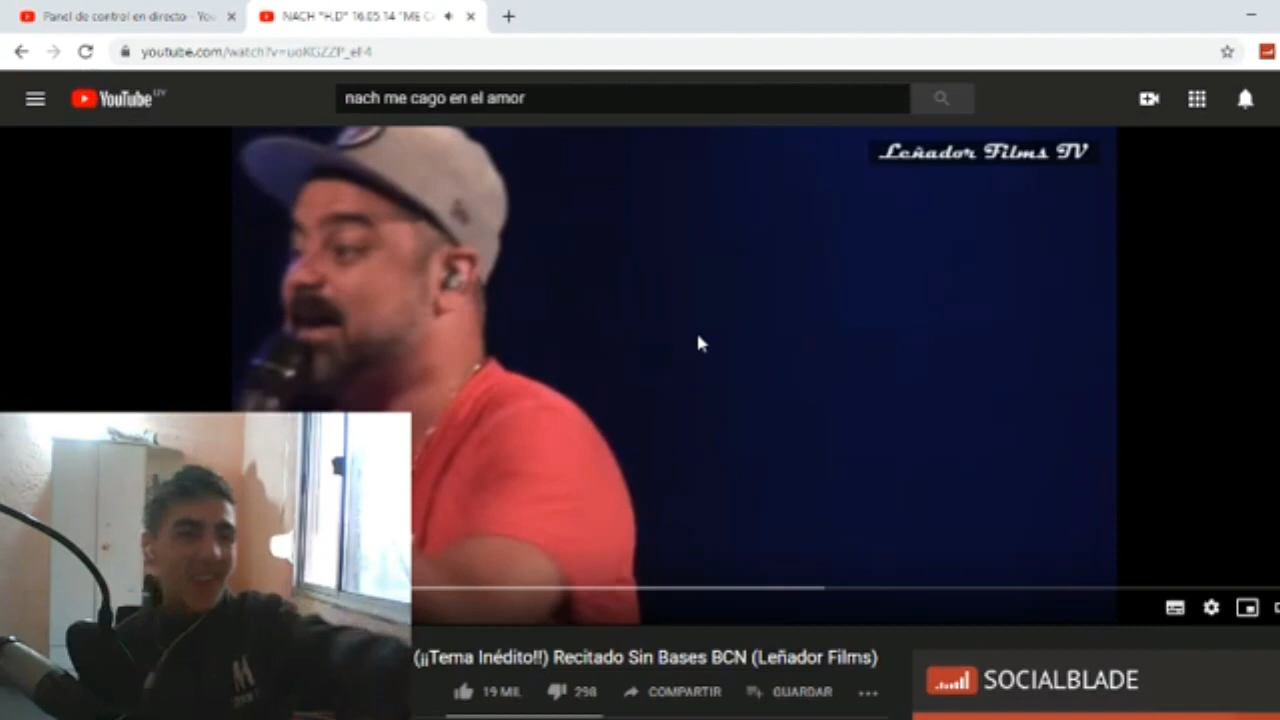 Panel de control en directo - You
NACH "H.D" 16.05.14 "ME C
youtube.com/watch?v=uoKGZZP_eF4
YouTube UY
nach me cago en el amor
Leñador Films TV
(¡¡Tema Inédito!!) Recitado Sin Bases BCN (Leñador Films)
19 MIL
298
COMPARTIR
GUARDAR
SOCIALBLADE